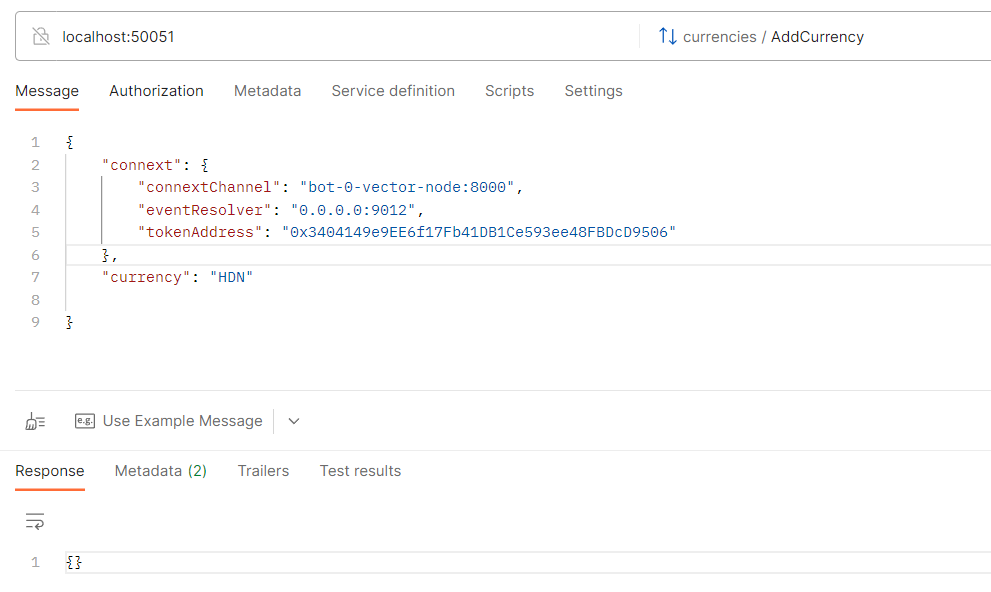 localhost:50051
currencies / AddCurrency
Message Authorization Metadata Service definition Scripts Settings
1 {
2 "connext": {
3 "connextChannel": "bot-0-vector-node:8000",
4 "eventResolver": "0.0.0.0:9012",
5 "tokenAddress": "0x3404149e9EE6f17Fb41DB1Ce593ee48FBDcD9506"
6 },
7 "currency": "HDN"
8
9 }
e.g. Use Example Message
Response Metadata (2) Trailers Test results
1 {}